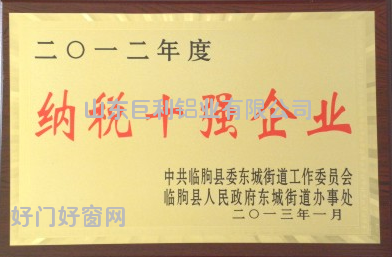 二〇一二年度
山东巨利铝业有限公司
纳税十强企业
中共临朐县委东城街道工作委员会
临朐县人民政府东城街道办事处
二〇一三年一月
好门好窗网